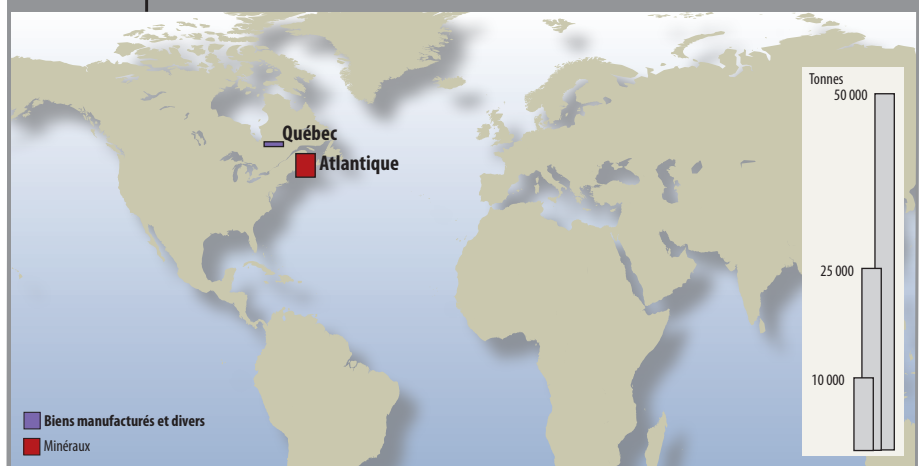 Tonnes
50 000
Québec
Atlantique
25 000
10 000
Biens manufacturés et divers
Minéraux